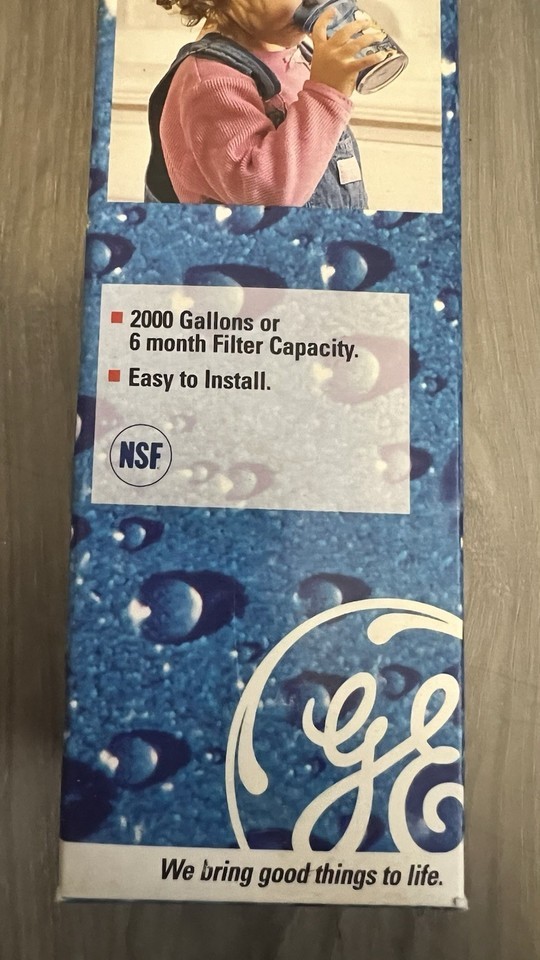 2000 Gallons or
6 month Filter Capacity.
Easy to Install.
NSF
GE
We bring good things to life.